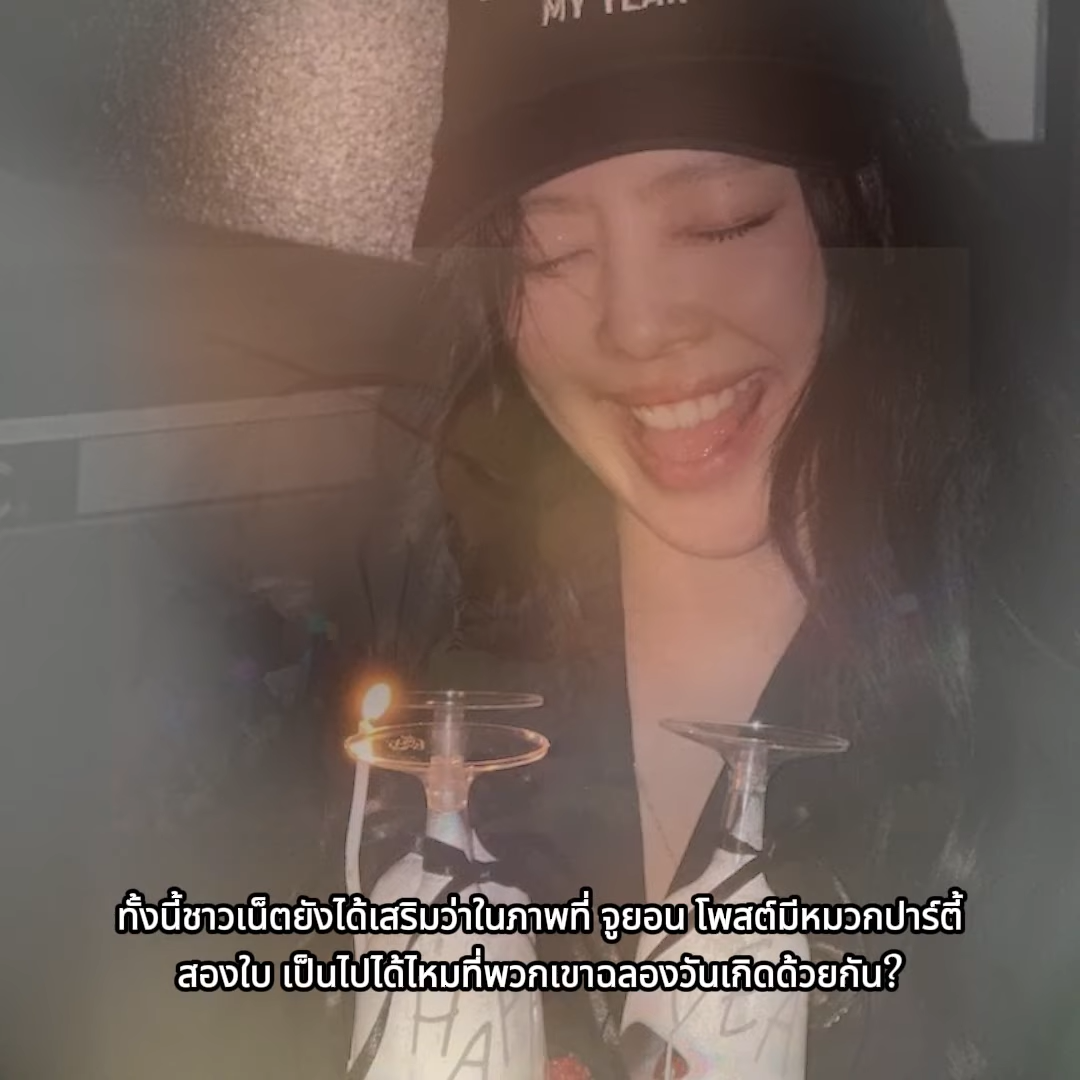 MY YEAR
ทั้งนี้ชาวเน็ตยังได้เสริมว่าในภาพที่ จูยอน โพสต์มีหมวกปาร์ตี้
สองใบ เป็นไปได้ไหมที่พวกเขาฉลองวันเกิดด้วยกัน?
HA